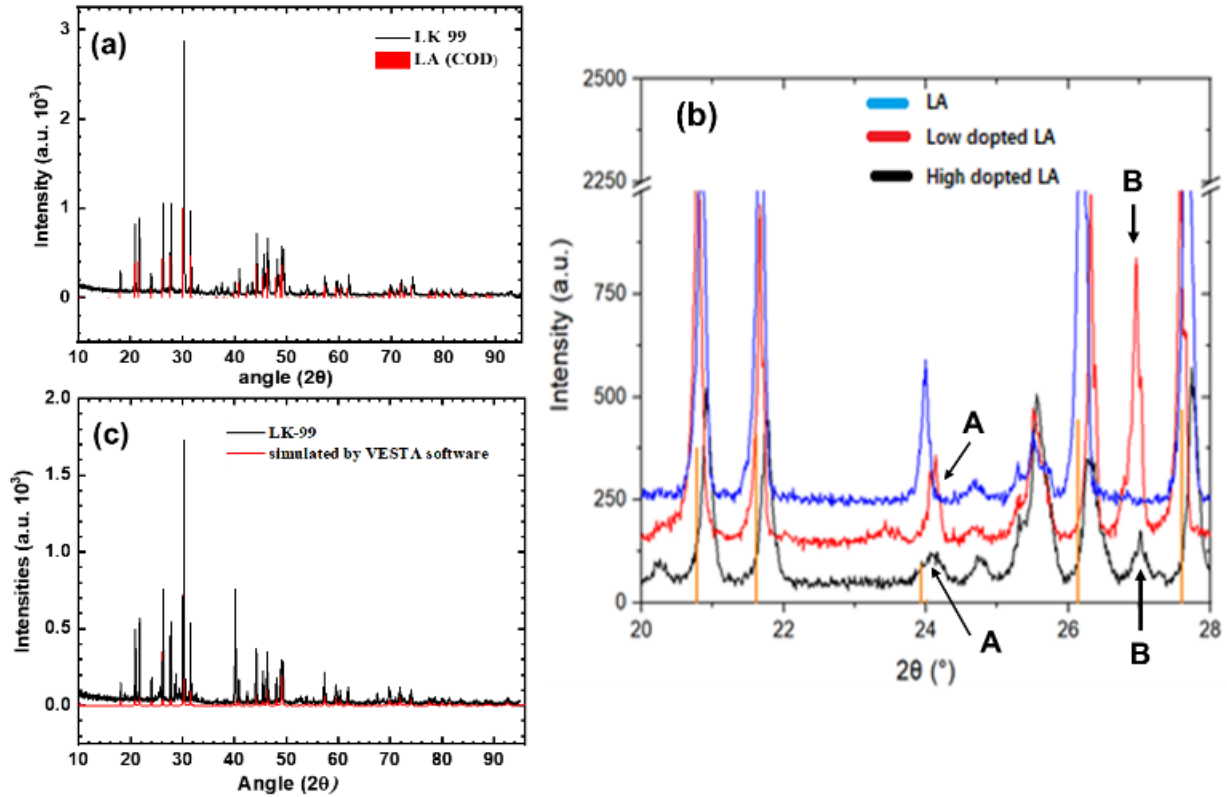 (a)
LK-99
LA (COD)
Intensity (a.u. 10³)
3
2
1
0
10 20 30 40 50 60 70 80 90
angle (2θ)
(b)
LA
Low dopted LA
High dopted LA
Intensity (a.u.)
2500
2250
750
500
250
0
A
A
B
B
20 22 24 26 28
2θ (°)
(c)
LK-99
simulated by VESTA software
Intensities (a.u. 10³)
2.0
1.5
1.0
0.5
0.0
10 20 30 40 50 60 70 80 90
Angle (2θ)